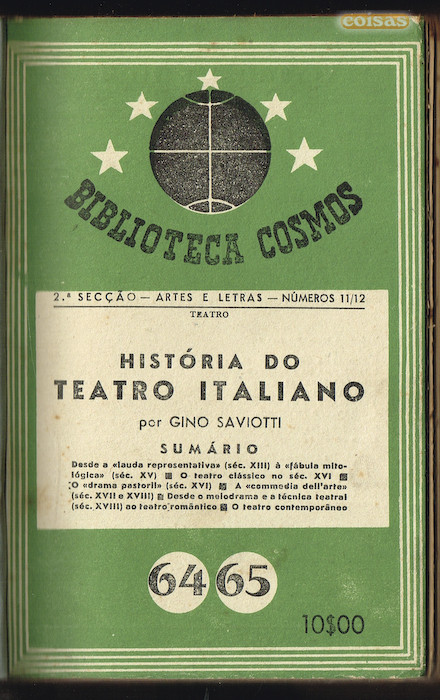 coisas
BIBLIOTECA COSMOS
2.ª SECÇÃO — ARTES E LETRAS — NÚMEROS 11/12
TEATRO
HISTÓRIA DO
TEATRO ITALIANO
por GINO SAVIOTTI
SUMÁRIO
Desde a «lauda representativa» (séc. XIII) à «fábula mito-
lógica» (séc. XV) ▨ O teatro clássico no séc. XVI ▨
O «drama pastoril» (séc. XVI) ▨ A «commedia dell'arte»
(séc. XVII e XVIII) ▨ Desde o melodrama e a técnica teatral
(séc. XVIII) ao teatro romântico ▨ O teatro contemporâneo
64 65
10$00